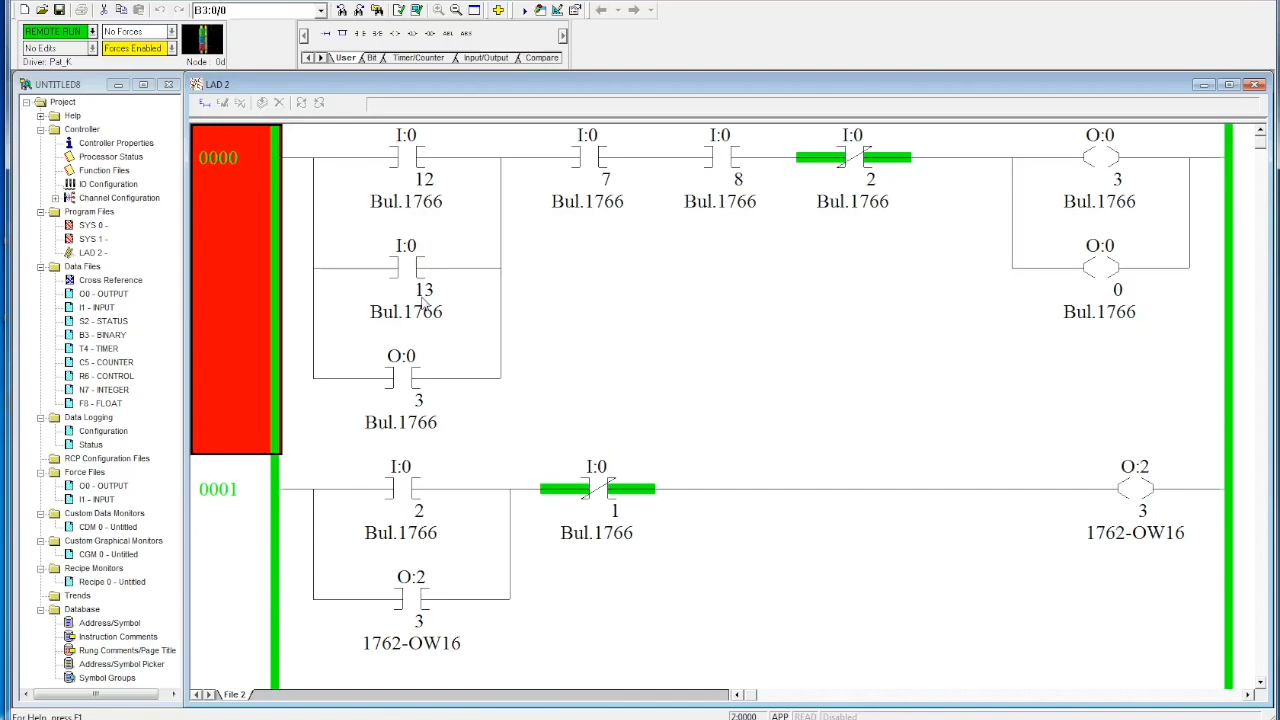 B3:0/0
REMOTE RUN
No Forces
No Edits
Forces Enabled
Driver: Pal_K
Node : 0d
User
Bit
Timer/Counter
Input/Output
Compare
UNTITLED8
Project
Help
Controller
Controller Properties
Processor Status
Function Files
IO Configuration
Channel Configuration
Program Files
SYS 0 -
SYS 1 -
LAD 2 -
Data Files
Cross Reference
O0 - OUTPUT
I1 - INPUT
S2 - STATUS
B3 - BINARY
T4 - TIMER
C5 - COUNTER
R6 - CONTROL
N7 - INTEGER
F8 - FLOAT
Data Logging
Configuration
Status
RCP Configuration Files
Force Files
O0 - OUTPUT
I1 - INPUT
Custom Data Monitors
CDM 0 - Untitled
Custom Graphical Monitors
CGM 0 - Untitled
Recipe Monitors
Recipe 0 - Untitled
Trends
Database
Address/Symbol
Instruction Comments
Rung Comments/Page Title
Address/Symbol Picker
Symbol Groups
LAD 2
0000
I:0 I:0 I:0 I:0 O:0
12 7 8 2 3
Bul.1766 Bul.1766 Bul.1766 Bul.1766 Bul.1766
I:0 O:0
13 0
Bul.1766 Bul.1766
O:0
3
Bul.1766
0001
I:0 I:0 O:2
2 1 3
Bul.1766 Bul.1766 1762-OW16
O:2
3
1762-OW16
File 2
For Help, press F1
2:0000
APP
READ
Disabled